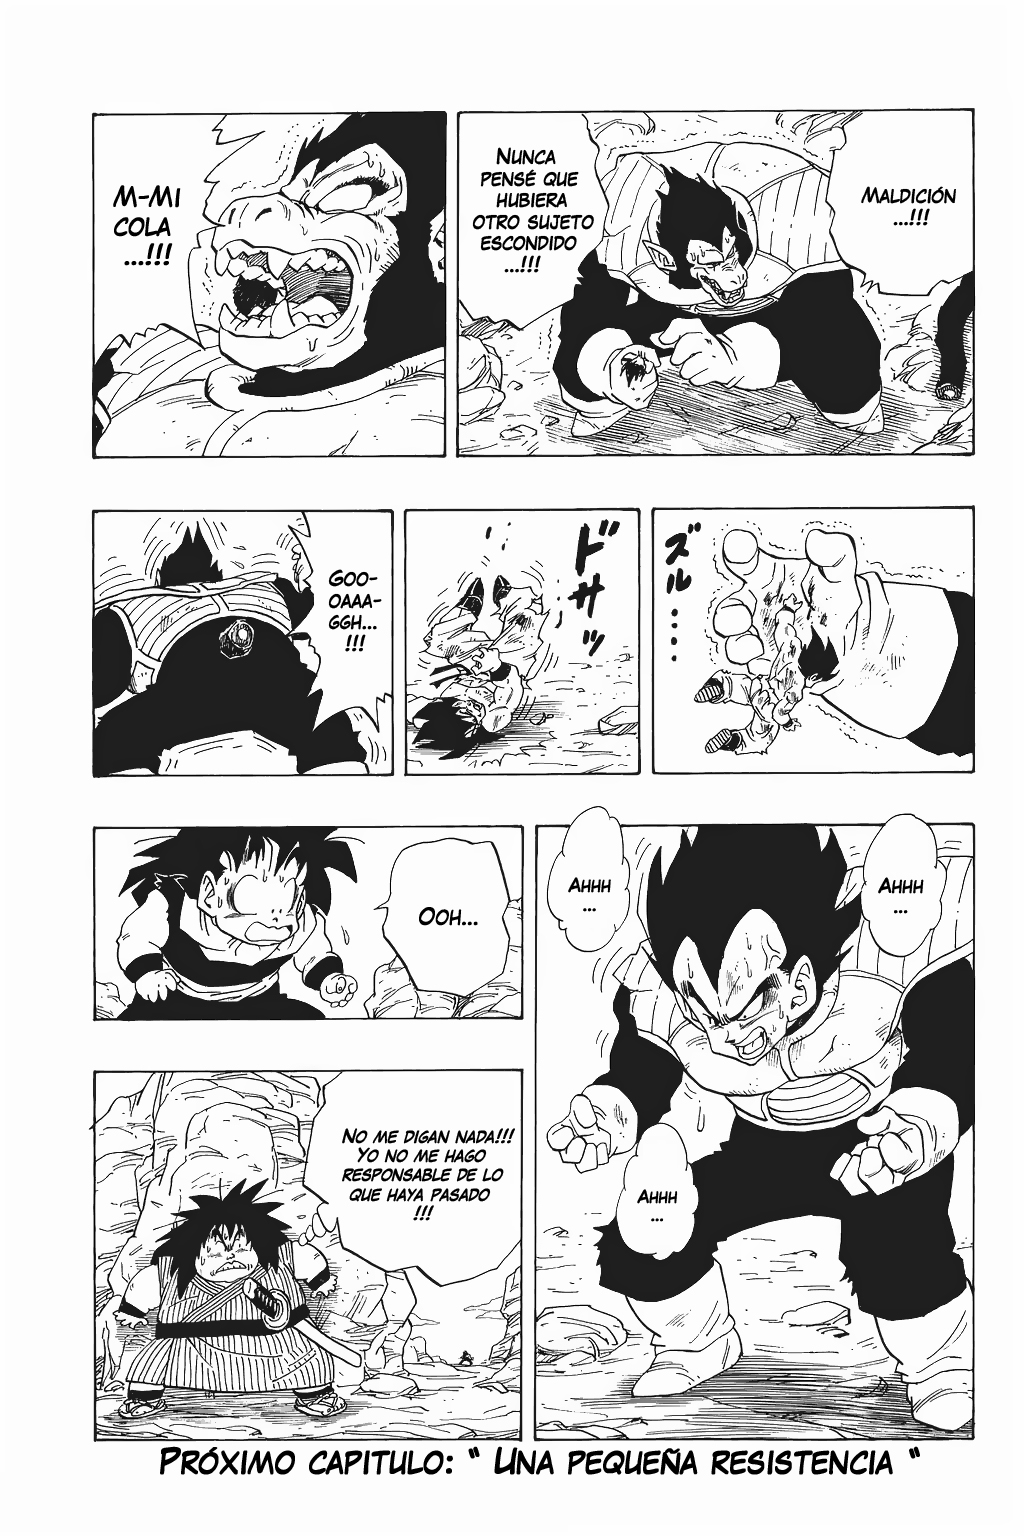 Maldición
...!!!
Nunca
pensé que
hubiera
otro sujeto
escondido
...!!!
M-Mi
cola
...!!!
ズル....
ドサッ
Goo-
oaaa-
ggh...
!!!
Ahhh
...
Ahhh
...
Ahhh
...
Ooh...
No me digan nada!!!
Yo no me hago
responsable de lo
que haya pasado
!!!
Próximo capitulo: " Una pequeña resistencia "